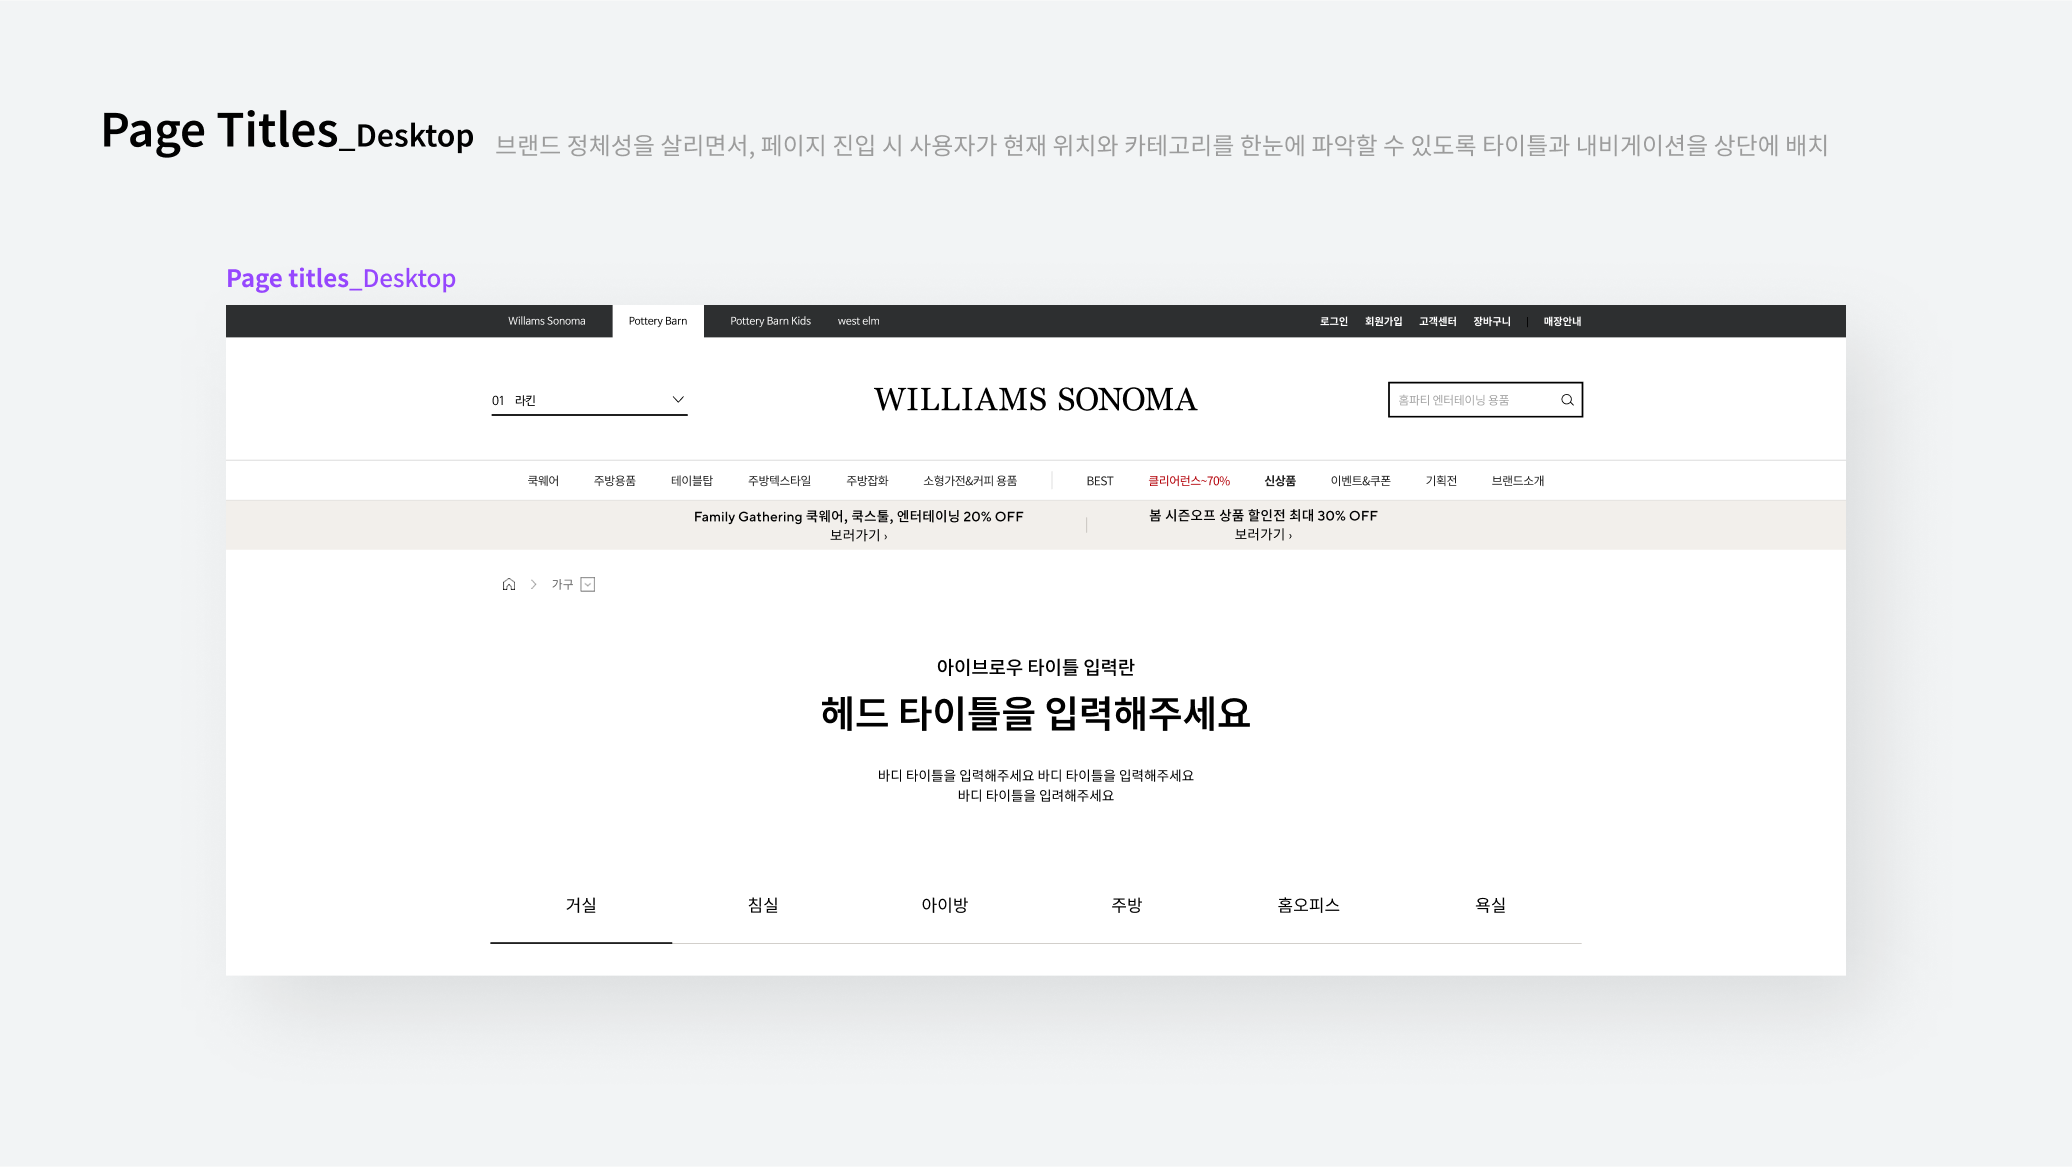 Page Titles_Desktop 브랜드 정체성을 살리면서, 페이지 진입 시 사용자가 현재 위치와 카테고리를 한눈에 파악할 수 있도록 타이틀과 내비게이션을 상단에 배치
Page titles_Desktop
Willams Sonoma Pottery Barn Pottery Barn Kids west elm 로그인 회원가입 고객센터 장바구니 | 매장안내
01 라킨 WILLIAMS SONOMA 홈파티 엔터테이닝 용품
쿡웨어 주방용품 테이블탑 주방텍스타일 주방잡화 소형가전&커피 용품 BEST 클리어런스~70% 신상품 이벤트&쿠폰 기획전 브랜드소개
Family Gathering 쿡웨어, 쿡스툴, 엔터테이닝 20% OFF
보러가기 ›
봄 시즌오프 상품 할인전 최대 30% OFF
보러가기 ›
가구
아이브로우 타이틀 입력란
헤드 타이틀을 입력해주세요
바디 타이틀을 입력해주세요 바디 타이틀을 입력해주세요
바디 타이틀을 입려해주세요
거실 침실 아이방 주방 홈오피스 욕실